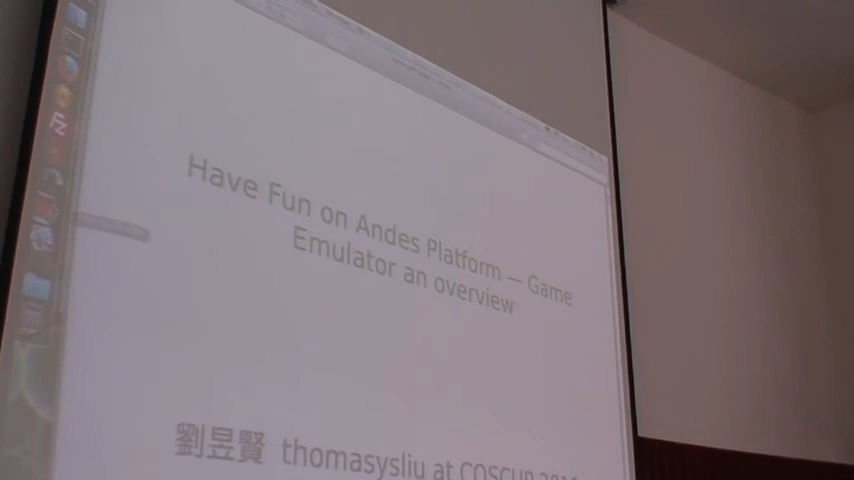 Have Fun on Andes Platform — Game
Emulator an overview
劉昱賢 thomasysliu at COSCUP